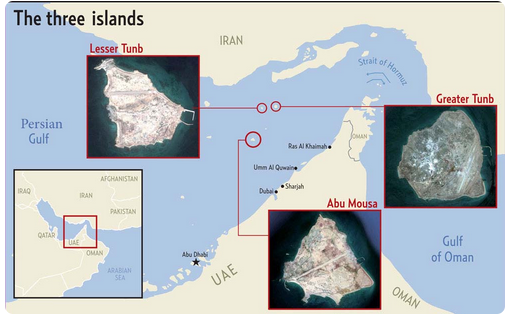 The three islands
IRAN
Lesser Tunb
Strait of Hormuz
Greater Tunb
Persian
Gulf
Ras Al Khaimah
OMAN
Umm Al Quwain
Dubai
Sharjah
Abu Mousa
Abu Dhabi
UAE
Gulf
of Oman
OMAN
AFGHANISTAN
IRAQ
IRAN
PAKISTAN
QATAR
UAE
OMAN
ARABIAN
SEA